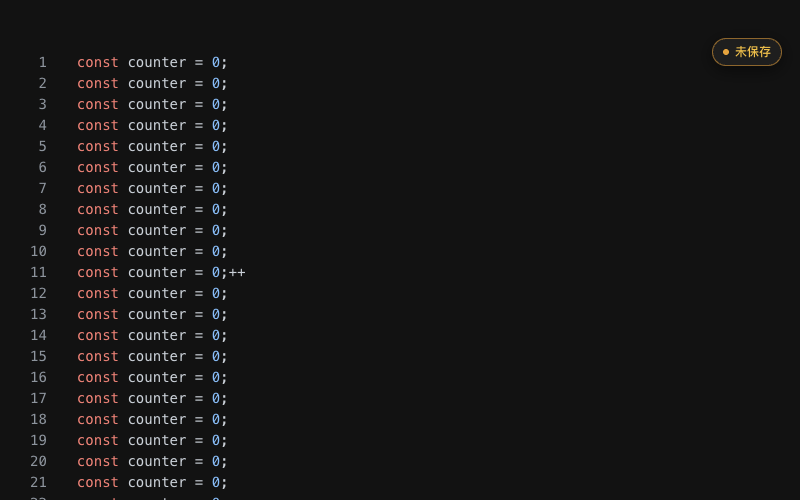 未保存
1 const counter = 0;
2 const counter = 0;
3 const counter = 0;
4 const counter = 0;
5 const counter = 0;
6 const counter = 0;
7 const counter = 0;
8 const counter = 0;
9 const counter = 0;
10 const counter = 0;
11 const counter = 0;++
12 const counter = 0;
13 const counter = 0;
14 const counter = 0;
15 const counter = 0;
16 const counter = 0;
17 const counter = 0;
18 const counter = 0;
19 const counter = 0;
20 const counter = 0;
21 const counter = 0;